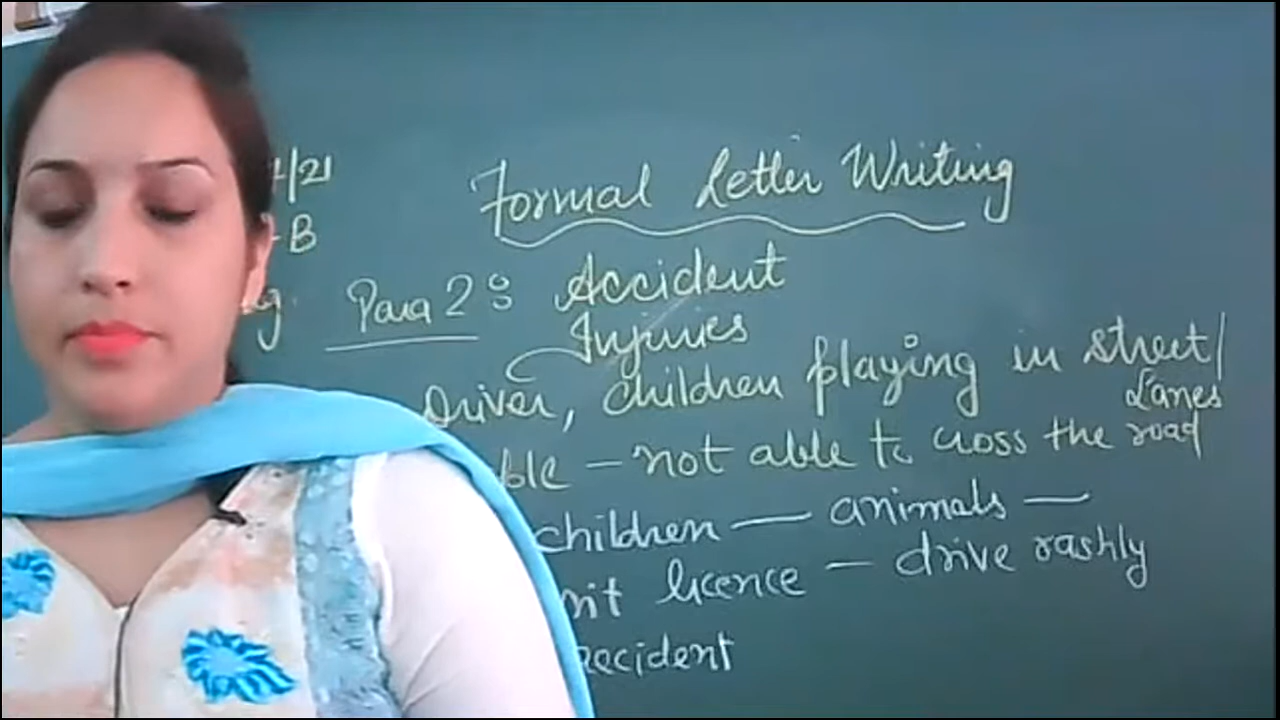 /21
Formal Letter Writing
- B
Para 2 : Accident
Injuries
Driver, children playing in street/
Lanes
- not able to cross the road
children — animals —
licence — drive rashly